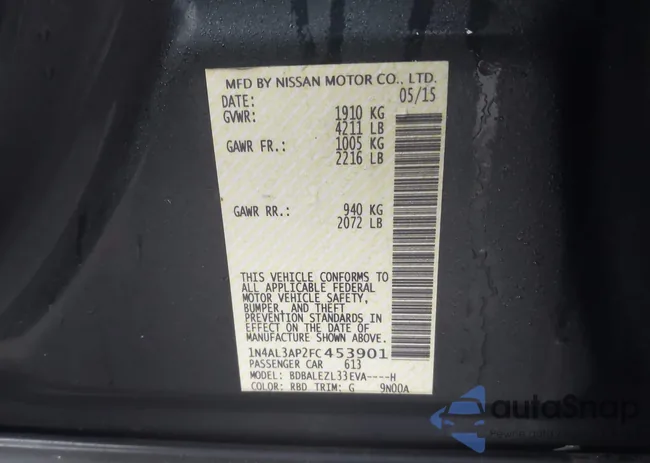 MFD BY NISSAN MOTOR CO., LTD.
DATE: 05/15
GVWR: 1910 KG
4211 LB
GAWR FR.: 1005 KG
2216 LB
GAWR RR.: 940 KG
2072 LB
THIS VEHICLE CONFORMS TO
ALL APPLICABLE FEDERAL
MOTOR VEHICLE SAFETY,
BUMPER, AND THEFT
PREVENTION STANDARDS IN
EFFECT ON THE DATE OF
MANUFACTURE SHOWN ABOVE.
1N4AL3AP2FC453901
PASSENGER CAR 613
MODEL: BDBALEZL33EVA----H
COLOR: RBD TRIM: G 9N00A
autoSnap